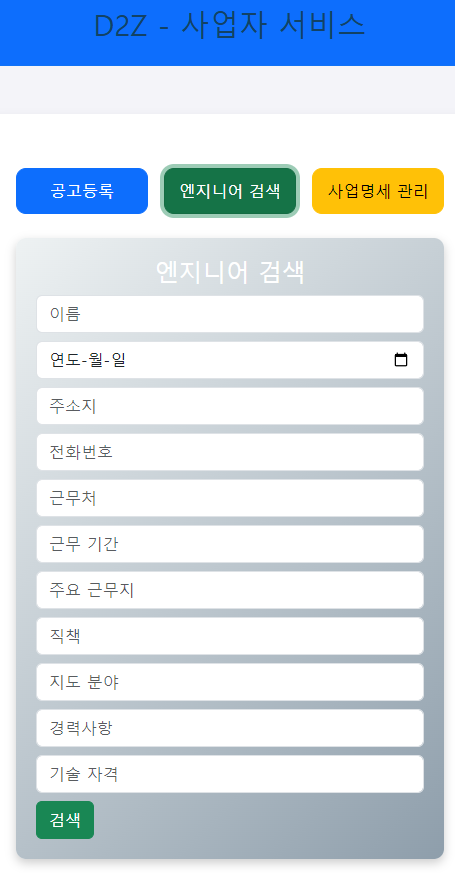 D2Z - 사업자 서비스
공고등록 엔지니어 검색 사업명세 관리
엔지니어 검색
이름
연도-월-일
주소지
전화번호
근무처
근무 기간
주요 근무지
직책
지도 분야
경력사항
기술 자격
검색